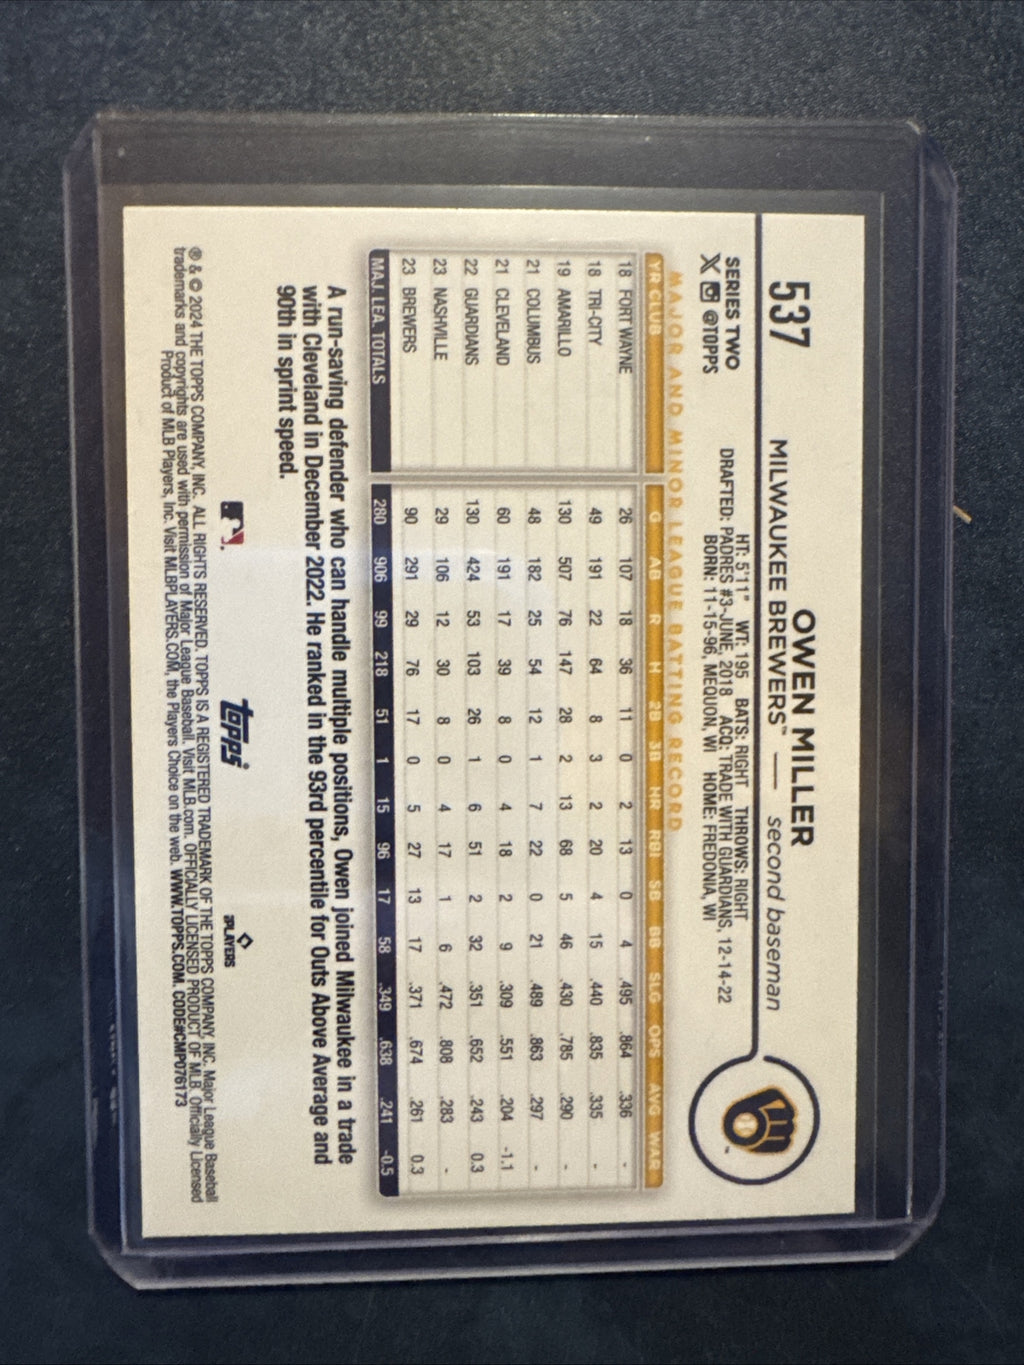 537
OWEN MILLER
MILWAUKEE BREWERS™ — second baseman
SERIES TWO
X @TOPPS
HT: 5'11" WT: 195 BATS: RIGHT THROWS: RIGHT
DRAFTED: PADRES #3-JUNE, 2018 ACQ: TRADE WITH GUARDIANS, 12-14-22
BORN: 11-15-96, MEQUON, WI HOME: FREDONIA, WI
MAJOR AND MINOR LEAGUE BATTING RECORD
YR CLUB G AB R H 2B 3B HR RBI SB BB SLG OPS AVG WAR
18 FORT WAYNE 26 107 18 36 11 0 2 13 0 4 .495 .864 .336 -
18 TRI-CITY 49 191 22 64 8 3 2 20 4 15 .440 .835 .335 -
19 AMARILLO 130 507 76 147 28 2 13 68 5 46 .430 .785 .290 -
21 COLUMBUS 48 182 25 54 12 1 7 22 0 21 .489 .863 .297 -
21 CLEVELAND 60 191 17 39 8 0 4 18 2 9 .309 .551 .204 -1.1
22 GUARDIANS 130 424 53 103 26 1 6 51 2 32 .351 .652 .243 0.3
23 NASHVILLE 29 106 12 30 8 0 4 17 1 6 .472 .808 .283 -
23 BREWERS 90 291 29 76 17 0 5 27 13 17 .371 .674 .261 0.3
MAJ. LEA. TOTALS 280 906 99 218 51 1 15 96 17 58 .349 .638 .241 -0.5
A run-saving defender who can handle multiple positions, Owen joined Milwaukee in a trade
with Cleveland in December 2022. He ranked in the 93rd percentile for Outs Above Average and
90th in sprint speed.
topps
PLAYERS
® & © 2024 THE TOPPS COMPANY, INC. ALL RIGHTS RESERVED. TOPPS IS A REGISTERED TRADEMARK OF THE TOPPS COMPANY, INC. Major League Baseball
trademarks and copyrights are used with permission of Major League Baseball. Visit MLB.com. OFFICIALLY LICENSED PRODUCT OF MLB. Officially Licensed
Product of MLB Players, Inc. Visit MLBPLAYERS.COM, the Players Choice on the web. WWW.TOPPS.COM. CODE#CMP076173